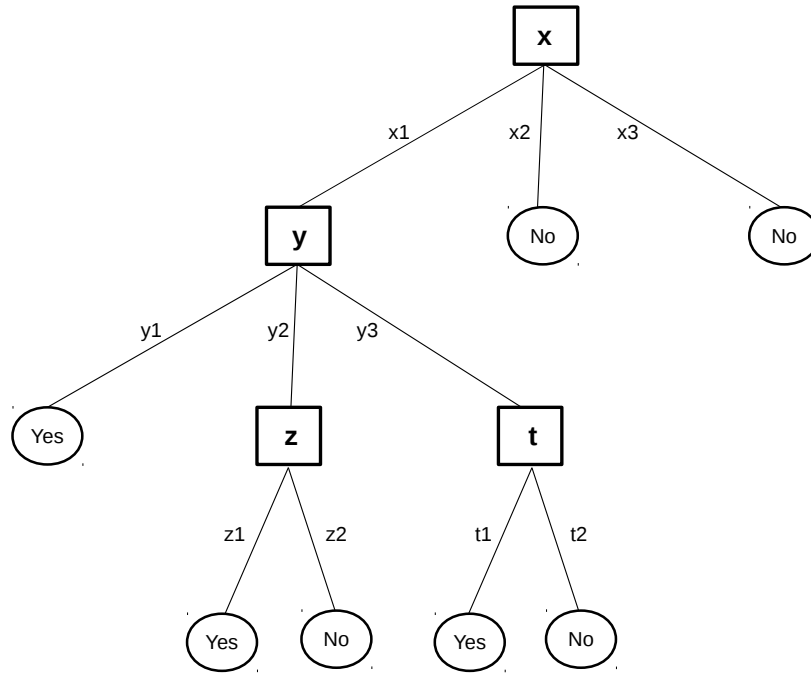 x
x1 x2 x3
y No No
y1 y2 y3
Yes z t
z1 z2 t1 t2
Yes No Yes No